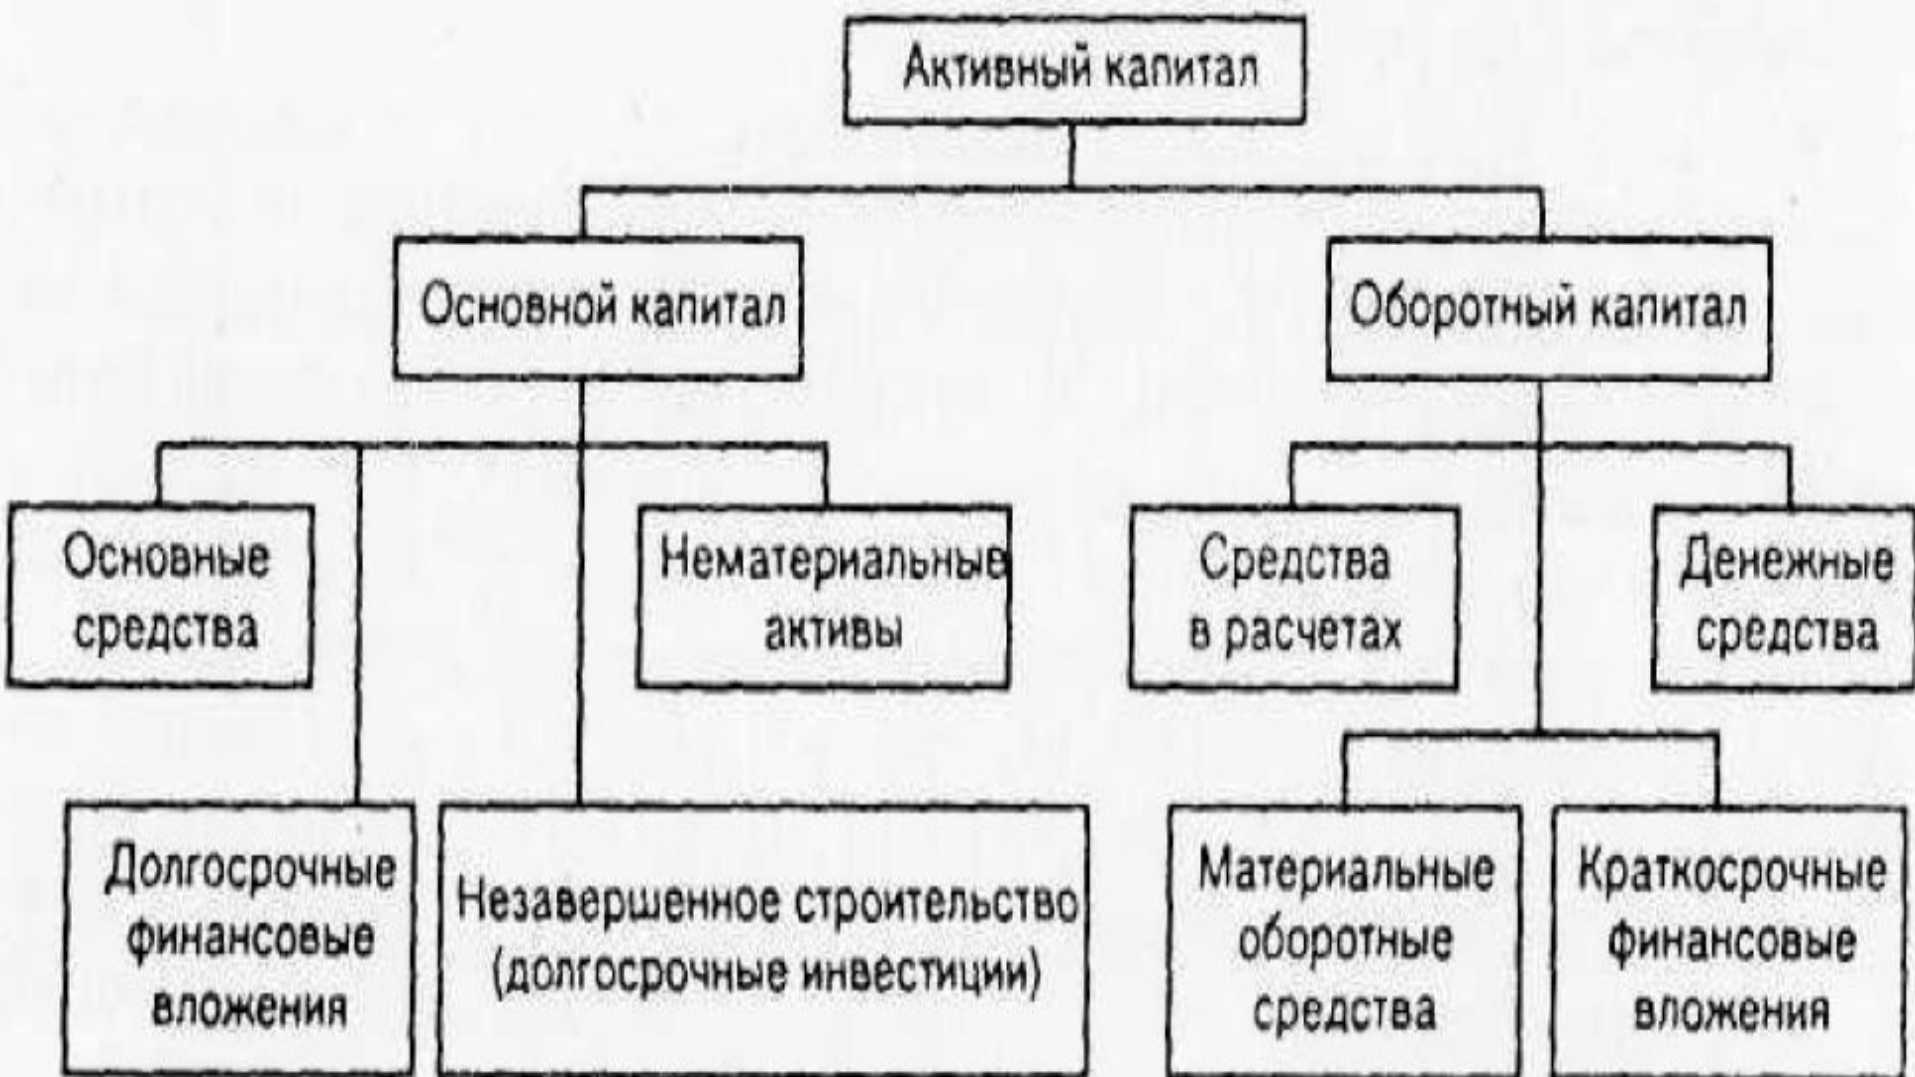 Активный капитал
Основной капитал
Оборотный капитал
Основные
средства
Нематериальные
активы
Средства
в расчетах
Денежные
средства
Долгосрочные
финансовые
вложения
Незавершенное строительство
(долгосрочные инвестиции)
Материальные
оборотные
средства
Краткосрочные
финансовые
вложения